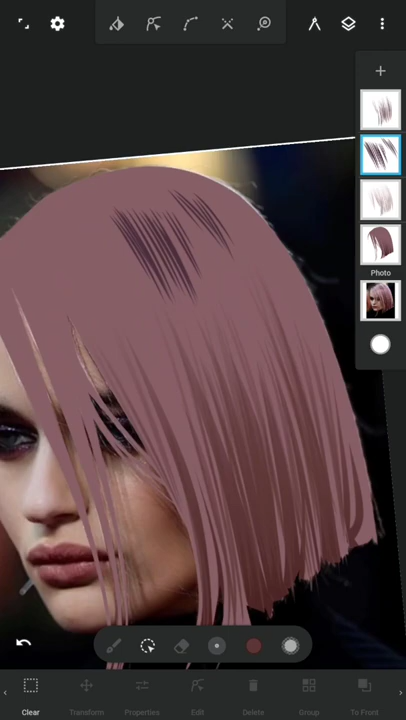 Photo
Clear
Transform
Properties
Edit
Delete
Group
To Front